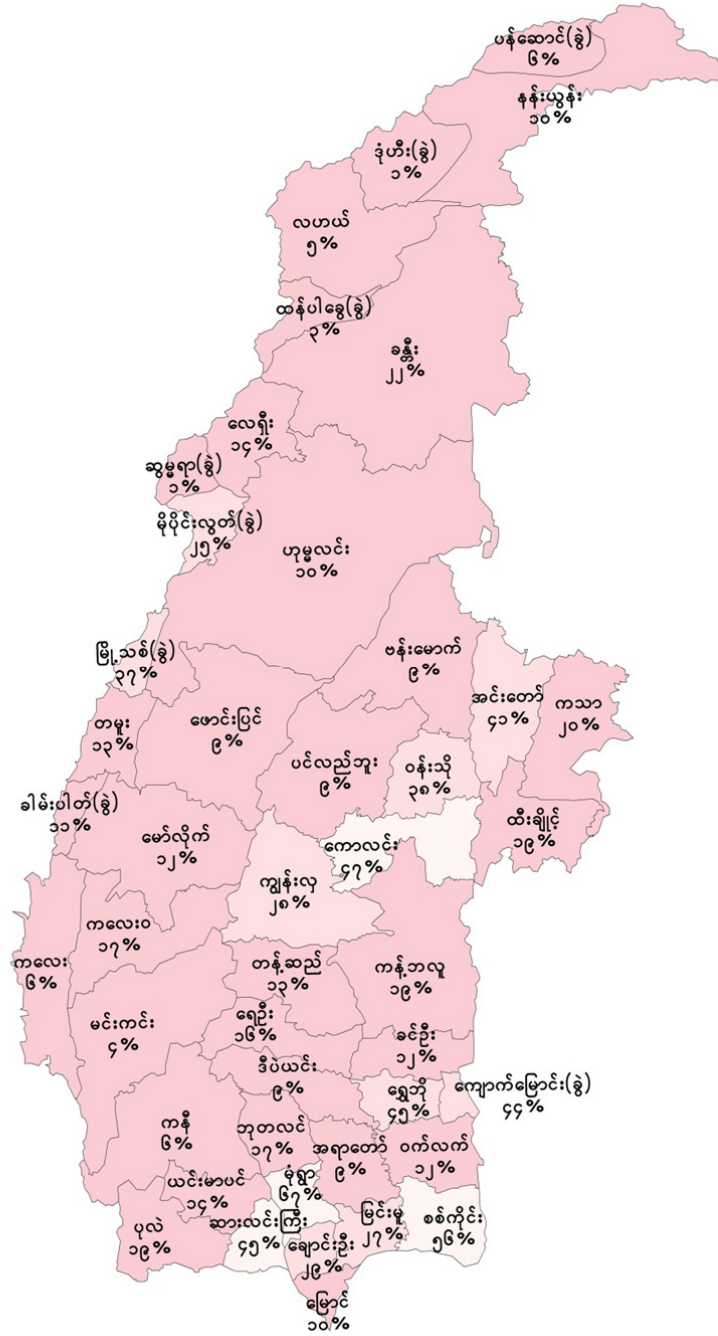 ပန်ဆောင်(ခွဲ)
၆%
နန်းယွန်း
၁၀%
ဒုံဟီး(ခွဲ)
၁%
လဟယ်
၅%
ထန်ပါခွေ(ခွဲ)
၃%
ခန္တီး
၂၂%
လေရှီး
၁၄%
ဆွမ္မရာ(ခွဲ)
၁%
မိုပိုင်းလွတ်(ခွဲ)
၂၅%
ဟုမ္မလင်း
၁၀%
ဗန်းမောက်
၉%
မြို့သစ်(ခွဲ)
၃၇%
အင်းတော်
၄၁%
ကသာ
၂၀%
တမူး
၁၃%
ဖောင်းပြင်
၉%
ပင်လည်ဘူး
၉%
ဝန်းသို
၃၈%
ခါမ်းပါတ်(ခွဲ)
၁၁%
မော်လိုက်
၁၂%
ကောလင်း
၄၇%
ထီးချိုင့်
၁၉%
ကျွန်းလှ
၂၈%
ကလေးဝ
၁၇%
ကလေး
၆%
တန့်ဆည်
၁၃%
ကန့်ဘလူ
၁၉%
မင်းကင်း
၄%
ရေဦး
၁၆%
ခင်ဦး
၁၂%
ဒီပဲယင်း
၉%
ရွှေဘို
၄၅%
ကျောက်မြောင်း(ခွဲ)
၄၄%
ကနီ
၆%
ဘုတလင်
၁၇%
အရာတော်
၉%
ဝက်လက်
၁၂%
ယင်းမာပင်
၁၄%
မုံရွာ
၆၇%
ပုလဲ
၁၉%
ဆားလင်းကြီး
၄၅%
ချောင်းဦး
၂၉%
မြင်းမူ
၂၇%
စစ်ကိုင်း
၅၆%
မြောင်
၁၀%